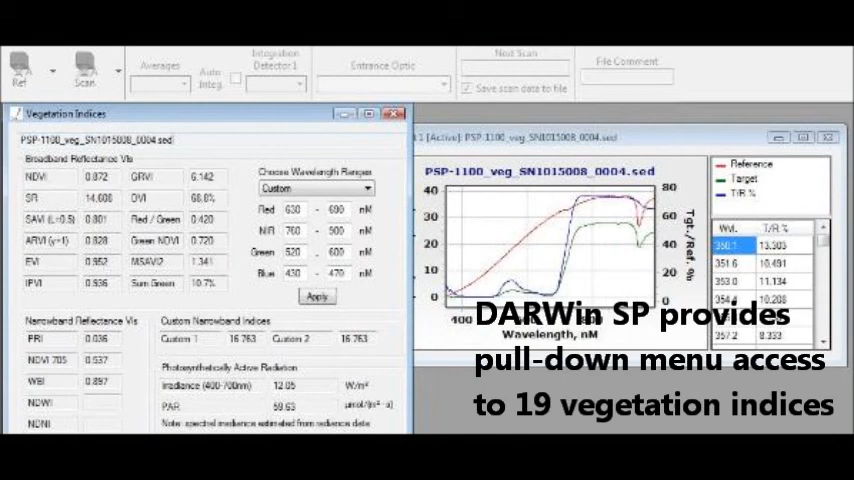 Ref
Scan
Averages
Auto
Integ.
Integration
Detector 1
Entrance Optic
Next Scan
Save scan data to file
File Comment
Vegetation Indices
PSP-1100_veg_SN1015008_0004.sed
Broadband Reflectance VIs
NDVI 0.872 GRVI 6.142
SR 14.608 DVI 68.8%
SAVI (L=0.5) 0.801 Red / Green 0.420
ARVI (y=1) 0.828 Green NDVI 0.720
EVI 0.952 MSAVI2 1.341
IPVI 0.936 Sum Green 10.7%
Choose Wavelength Ranges
Custom
Red 630 - 690 nM
NIR 760 - 900 nM
Green 520 - 600 nM
Blue 430 - 470 nM
Apply
Narrowband Reflectance VIs
PRI 0.036
NDVI 705 0.537
WBI 0.897
NDWI
NDNI
Custom Narrowband Indices
Custom 1 16.763 Custom 2 16.763
Photosynthetically Active Radiation
Irradiance (400-700nm) 12.05 W/m²
PAR 59.63 µmol/(m²-s)
Note: spectral irradiance estimated from radiance data
1 [Active]: PSP-1100_veg_SN1015008_0004.sed
PSP-1100_veg_SN1015008_0004.sed
40
30
20
10
0
80
60
40
20
0
Tgt./Ref. %
400
Wavelength, nM
Reference
Target
T/R %
Wvl. T/R %
350.1 13.303
351.6 10.491
353.0 11.134
354.4 10.208
357.2 8.333
DARWin SP provides
pull-down menu access
to 19 vegetation indices